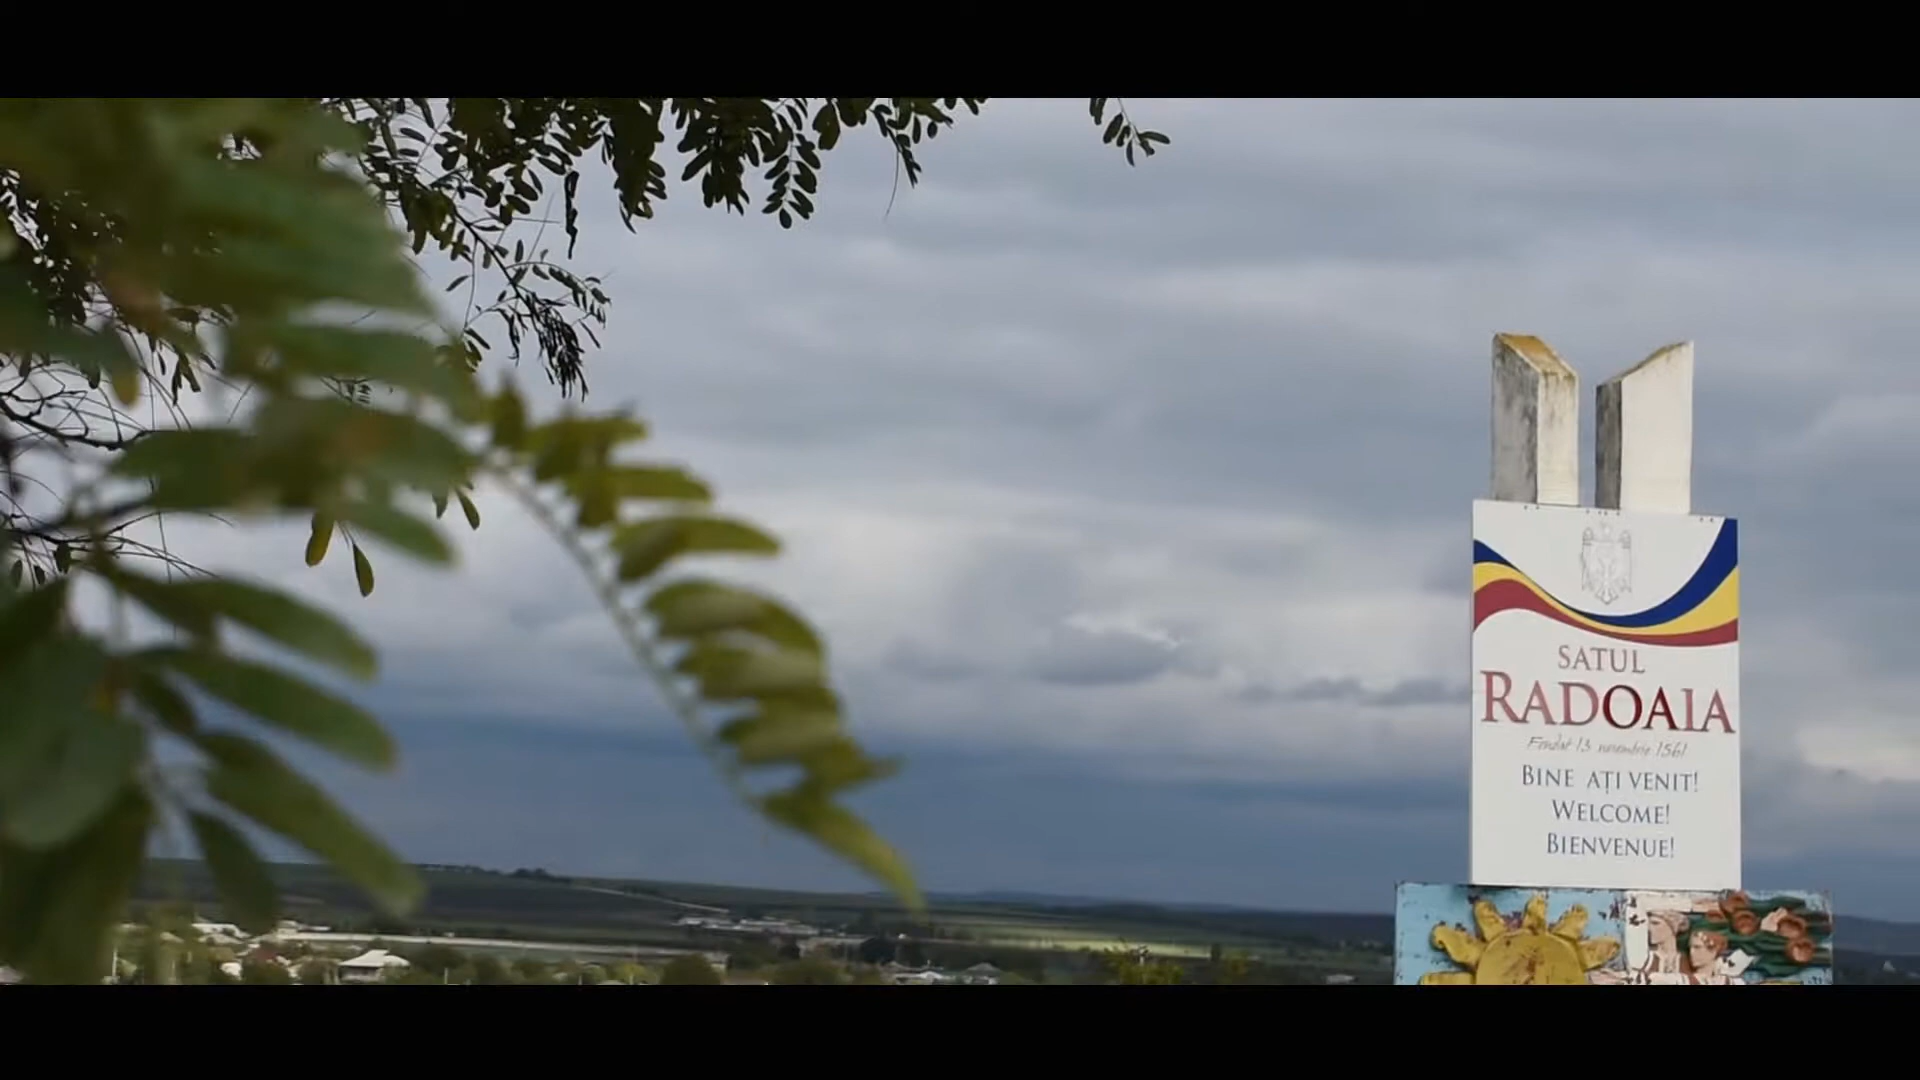 SATUL
RADOAIA
Fondat 13 noiembrie 1561
BINE AȚI VENIT!
WELCOME!
BIENVENUE!